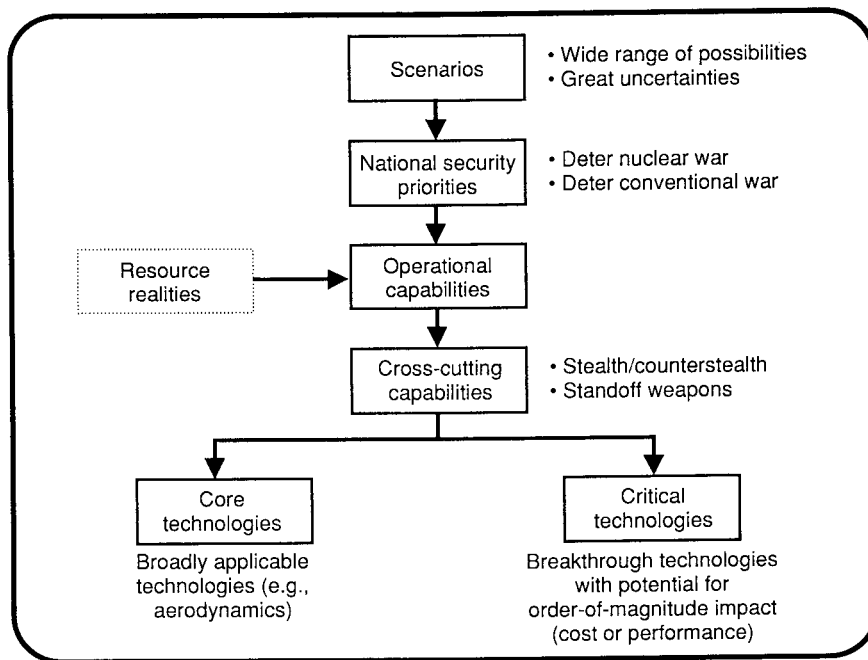 Scenarios
• Wide range of possibilities
• Great uncertainties
National security
priorities
• Deter nuclear war
• Deter conventional war
Resource
realities
Operational
capabilities
Cross-cutting
capabilities
• Stealth/counterstealth
• Standoff weapons
Core
technologies
Broadly applicable
technologies (e.g.,
aerodynamics)
Critical
technologies
Breakthrough technologies
with potential for
order-of-magnitude impact
(cost or performance)